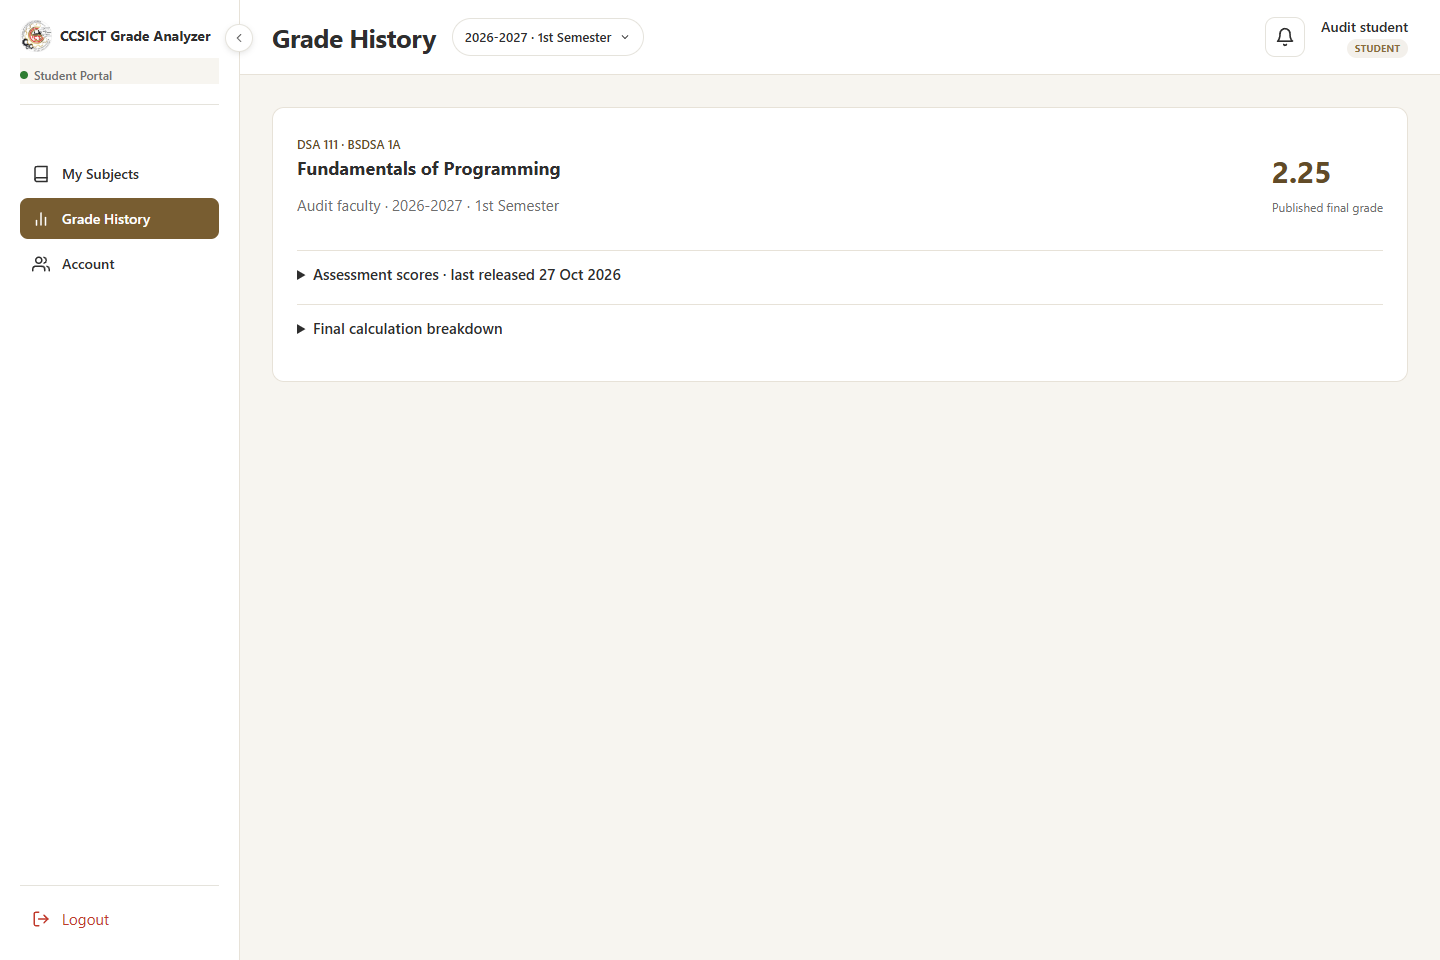 CCSICT Grade Analyzer
Student Portal
My Subjects
Grade History
Account
Logout
Grade History
2026-2027 · 1st Semester
Audit student
STUDENT
DSA 111 · BSDSA 1A
Fundamentals of Programming
Audit faculty · 2026-2027 · 1st Semester
2.25
Published final grade
Assessment scores · last released 27 Oct 2026
Final calculation breakdown